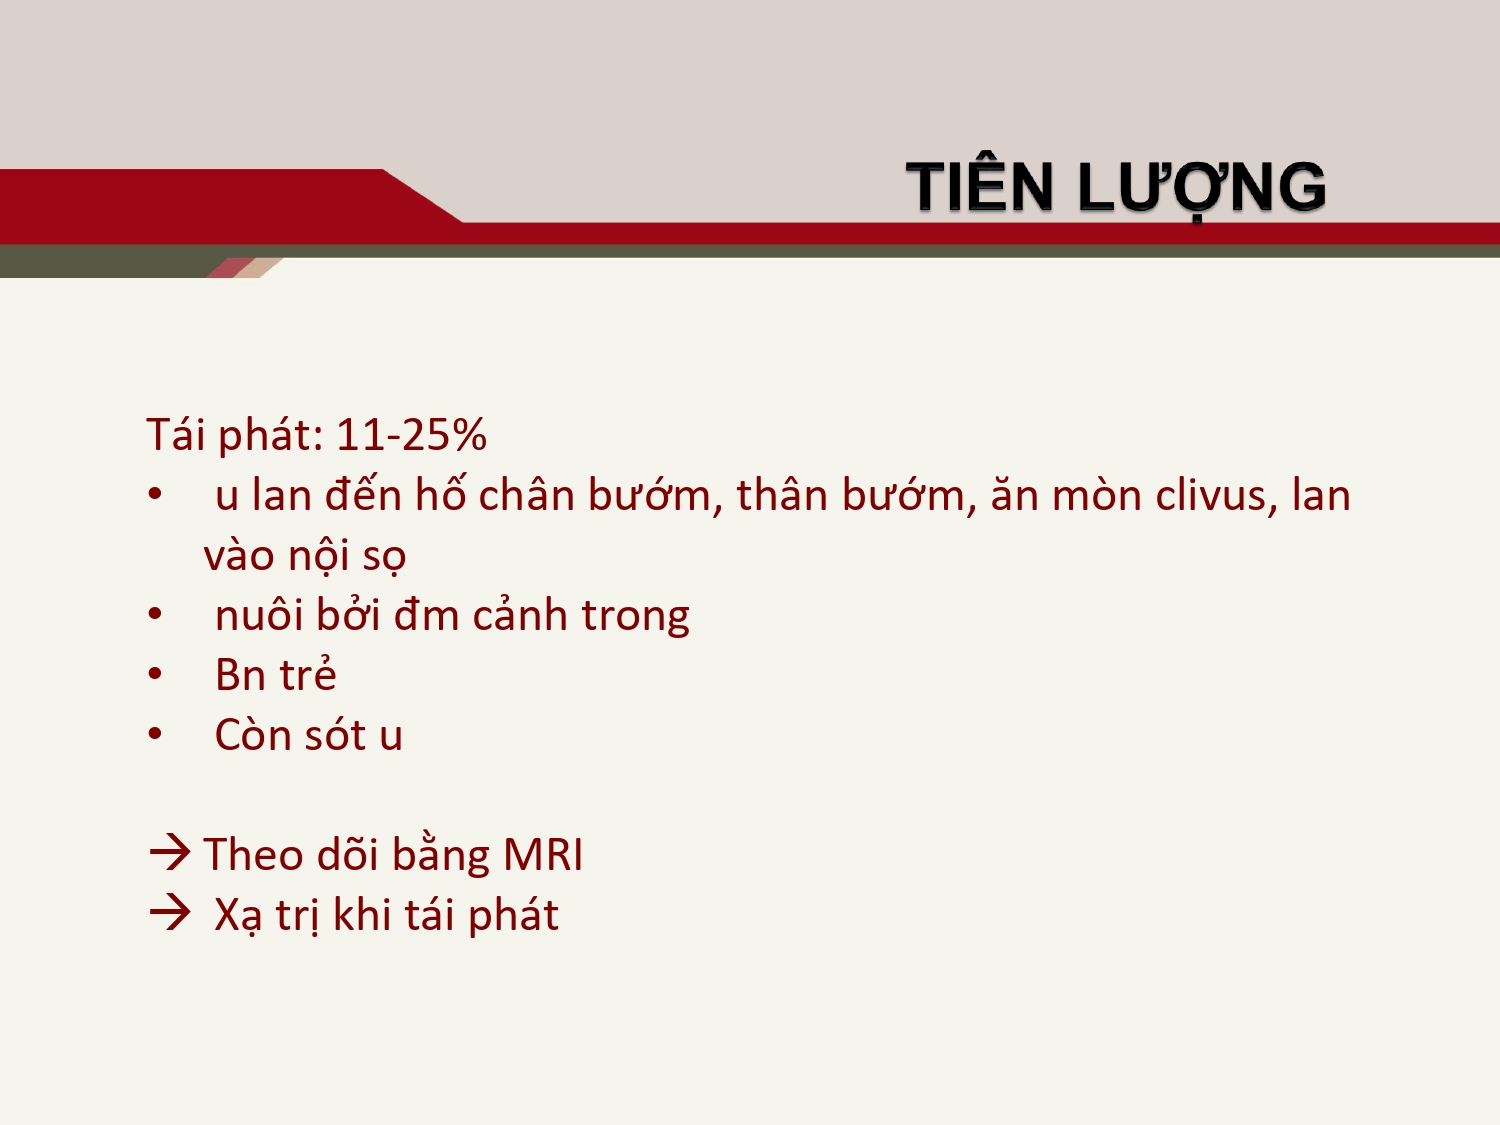 TIÊN LƯỢNG
Tái phát: 11-25%
• u lan đến hố chân bướm, thân bướm, ăn mòn clivus, lan
vào nội sọ
• nuôi bởi đm cảnh trong
• Bn trẻ
• Còn sót u
→ Theo dõi bằng MRI
→ Xạ trị khi tái phát